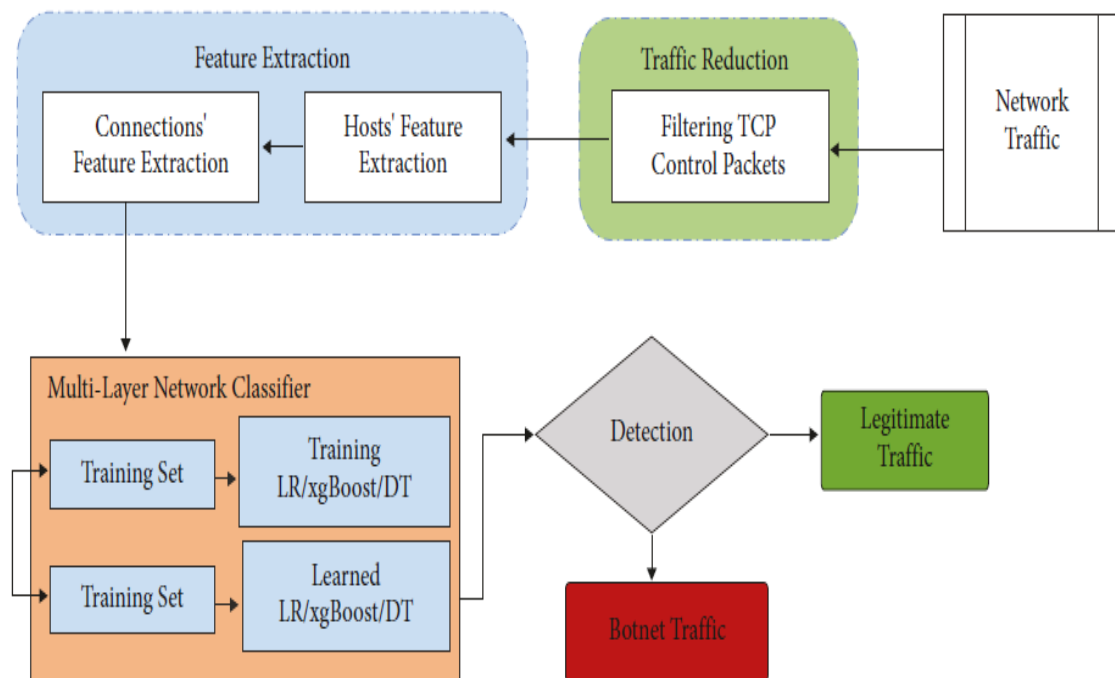 Feature Extraction
Connections'
Feature Extraction
Hosts' Feature
Extraction
Traffic Reduction
Filtering TCP
Control Packets
Network
Traffic
Multi-Layer Network Classifier
Training Set
Training
LR/xgBoost/DT
Training Set
Learned
LR/xgBoost/DT
Detection
Legitimate
Traffic
Botnet Traffic